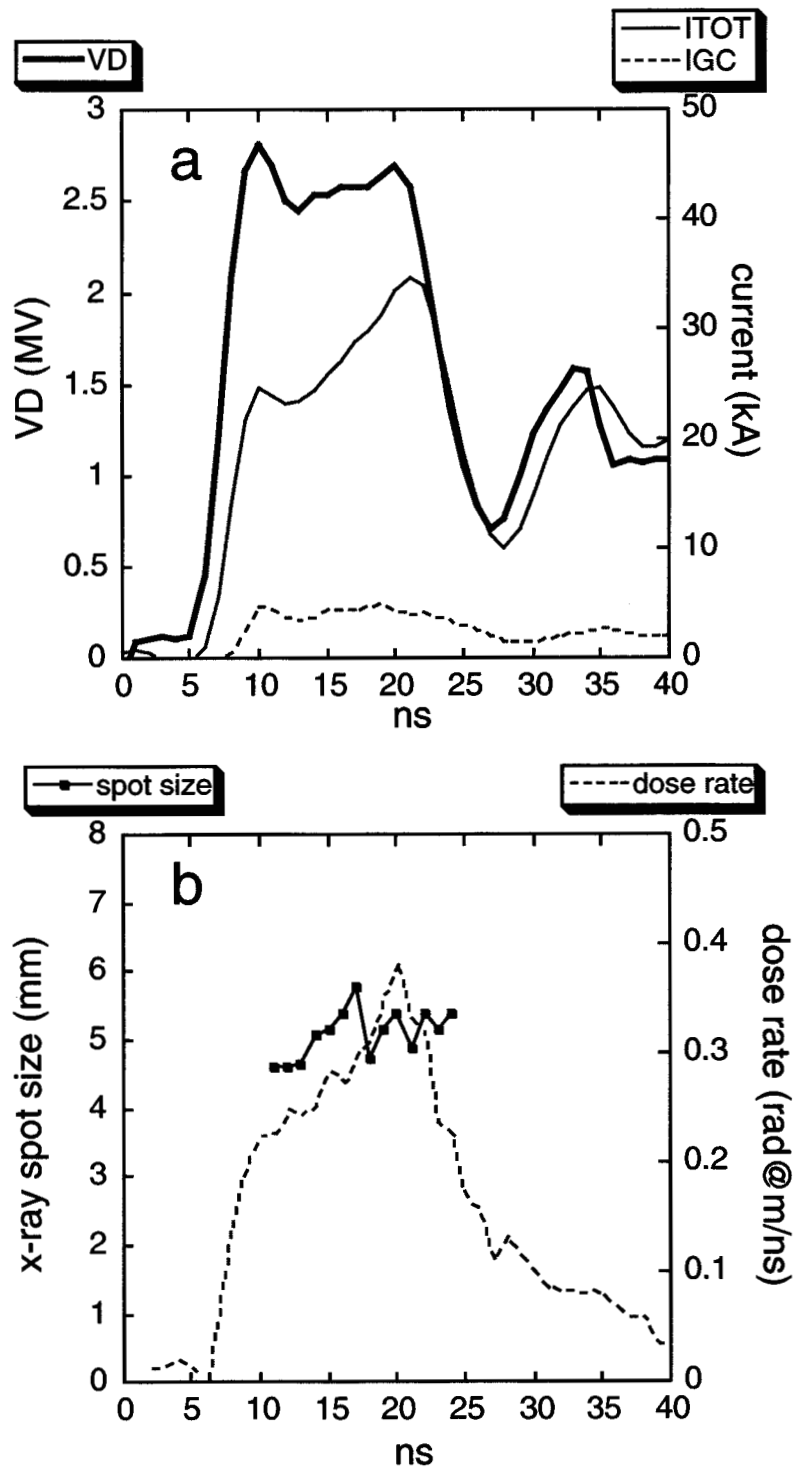 VD
ITOT
IGC
a
3
2.5
2
1.5
1
0.5
0
VD (MV)
50
40
30
20
10
0
current (kA)
0 5 10 15 20 25 30 35 40
ns
spot size
dose rate
b
8
7
6
5
4
3
2
1
0
x-ray spot size (mm)
0.5
0.4
0.3
0.2
0.1
0
dose rate (rad@m/ns)
0 5 10 15 20 25 30 35 40
ns